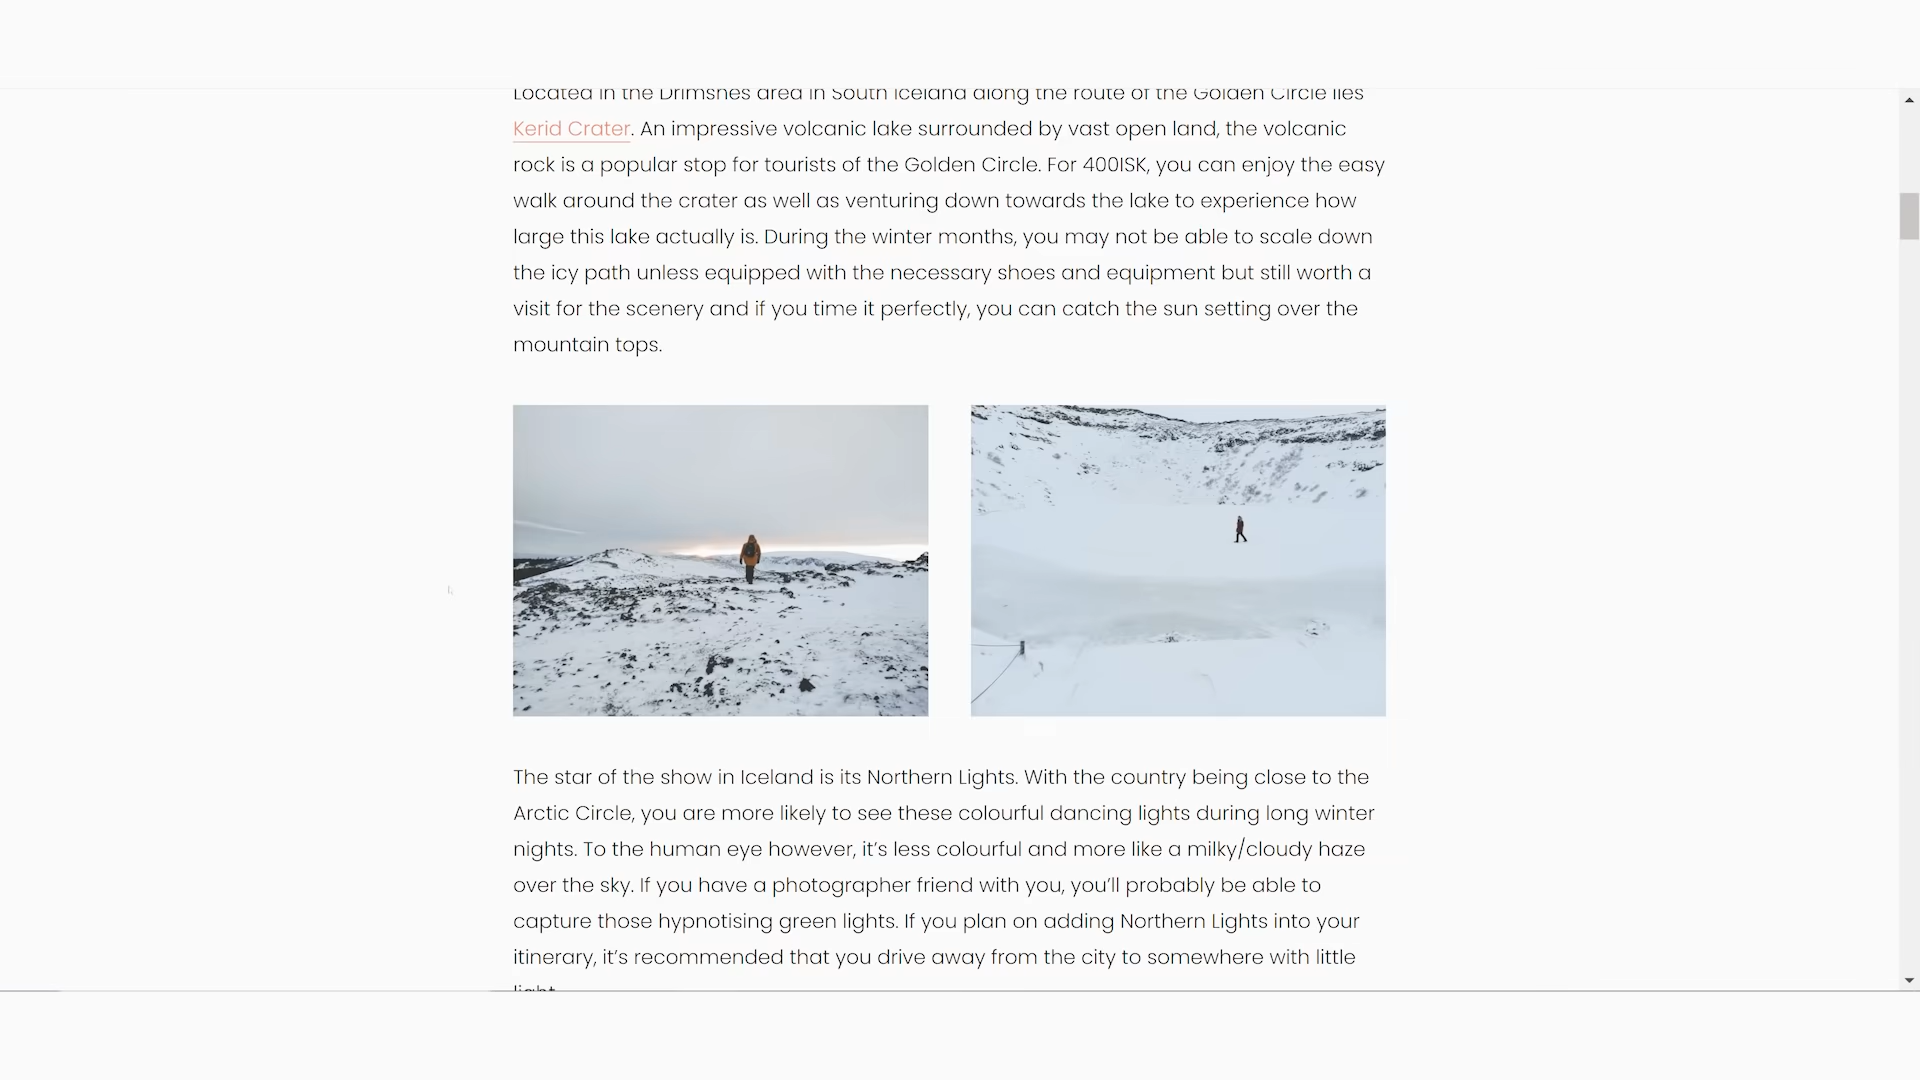 Located in the Drimsnes area in South Iceland along the route of the Golden Circle lies
Kerid Crater. An impressive volcanic lake surrounded by vast open land, the volcanic
rock is a popular stop for tourists of the Golden Circle. For 400ISK, you can enjoy the easy
walk around the crater as well as venturing down towards the lake to experience how
large this lake actually is. During the winter months, you may not be able to scale down
the icy path unless equipped with the necessary shoes and equipment but still worth a
visit for the scenery and if you time it perfectly, you can catch the sun setting over the
mountain tops.
The star of the show in Iceland is its Northern Lights. With the country being close to the
Arctic Circle, you are more likely to see these colourful dancing lights during long winter
nights. To the human eye however, it’s less colourful and more like a milky/cloudy haze
over the sky. If you have a photographer friend with you, you’ll probably be able to
capture those hypnotising green lights. If you plan on adding Northern Lights into your
itinerary, it’s recommended that you drive away from the city to somewhere with little
light